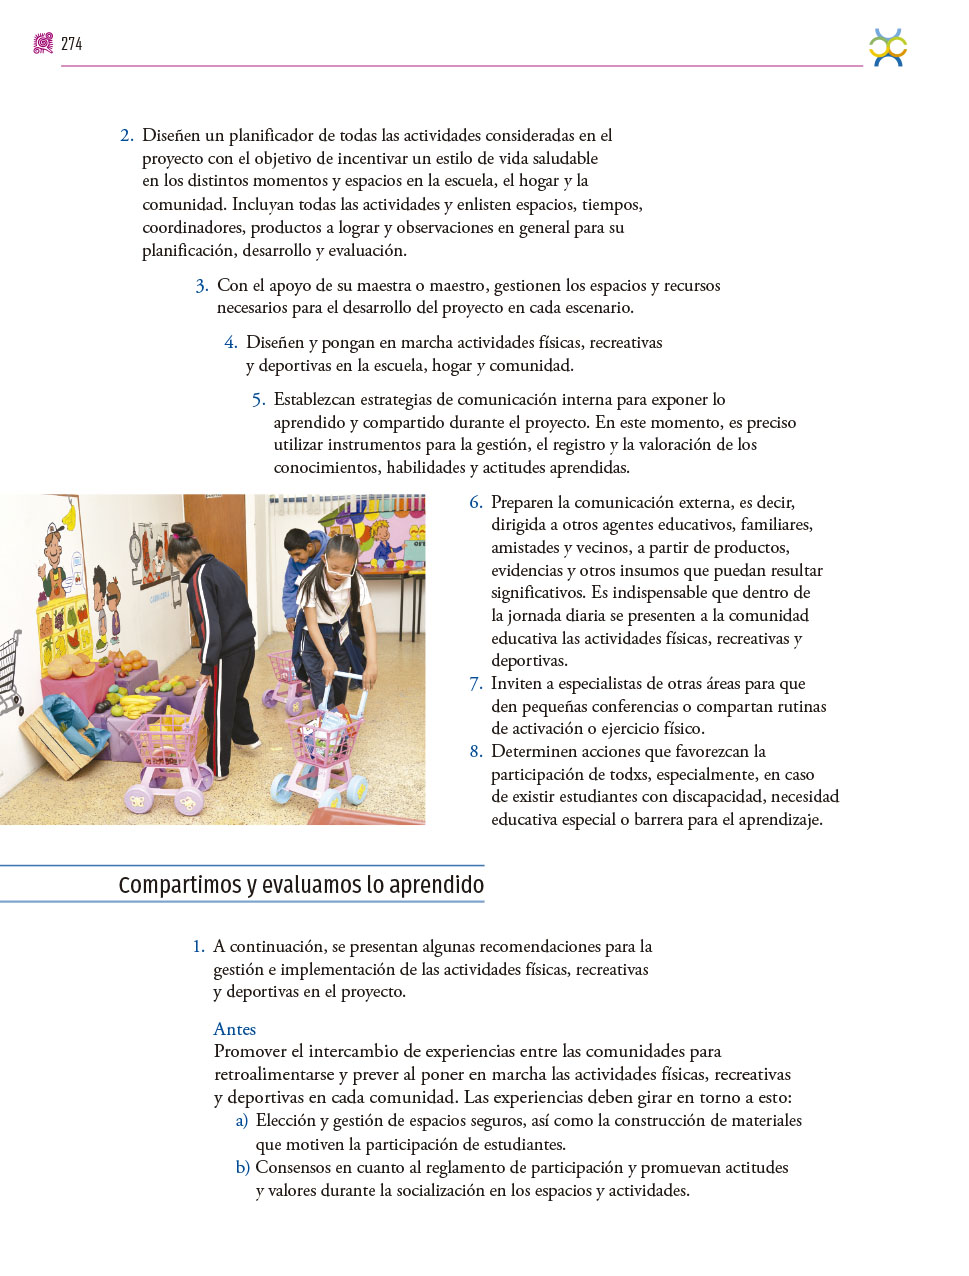 274
2. Diseñen un planificador de todas las actividades consideradas en el
proyecto con el objetivo de incentivar un estilo de vida saludable
en los distintos momentos y espacios en la escuela, el hogar y la
comunidad. Incluyan todas las actividades y enlisten espacios, tiempos,
coordinadores, productos a lograr y observaciones en general para su
planificación, desarrollo y evaluación.
3. Con el apoyo de su maestra o maestro, gestionen los espacios y recursos
necesarios para el desarrollo del proyecto en cada escenario.
4. Diseñen y pongan en marcha actividades físicas, recreativas
y deportivas en la escuela, hogar y comunidad.
5. Establezcan estrategias de comunicación interna para exponer lo
aprendido y compartido durante el proyecto. En este momento, es preciso
utilizar instrumentos para la gestión, el registro y la valoración de los
conocimientos, habilidades y actitudes aprendidas.
6. Preparen la comunicación externa, es decir,
dirigida a otros agentes educativos, familiares,
amistades y vecinos, a partir de productos,
evidencias y otros insumos que puedan resultar
significativos. Es indispensable que dentro de
la jornada diaria se presenten a la comunidad
educativa las actividades físicas, recreativas y
deportivas.
7. Inviten a especialistas de otras áreas para que
den pequeñas conferencias o compartan rutinas
de activación o ejercicio físico.
8. Determinen acciones que favorezcan la
participación de todxs, especialmente, en caso
de existir estudiantes con discapacidad, necesidad
educativa especial o barrera para el aprendizaje.
Compartimos y evaluamos lo aprendido
1. A continuación, se presentan algunas recomendaciones para la
gestión e implementación de las actividades físicas, recreativas
y deportivas en el proyecto.
Antes
Promover el intercambio de experiencias entre las comunidades para
retroalimentarse y prever al poner en marcha las actividades físicas, recreativas
y deportivas en cada comunidad. Las experiencias deben girar en torno a esto:
a) Elección y gestión de espacios seguros, así como la construcción de materiales
que motiven la participación de estudiantes.
b) Consensos en cuanto al reglamento de participación y promuevan actitudes
y valores durante la socialización en los espacios y actividades.